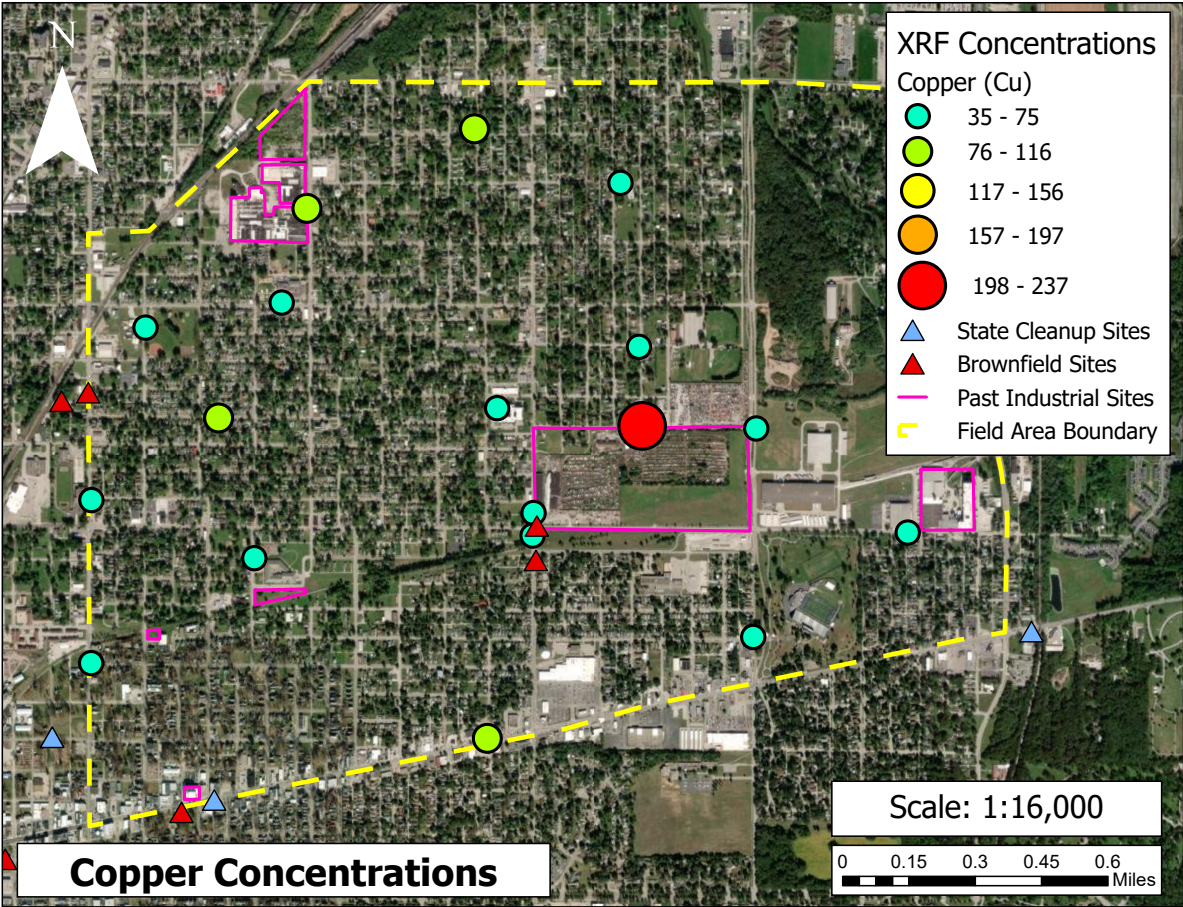 N
XRF Concentrations
Copper (Cu)
35 - 75
76 - 116
117 - 156
157 - 197
198 - 237
State Cleanup Sites
Brownfield Sites
Past Industrial Sites
Field Area Boundary
Scale: 1:16,000
0 0.15 0.3 0.45 0.6
Miles
Copper Concentrations